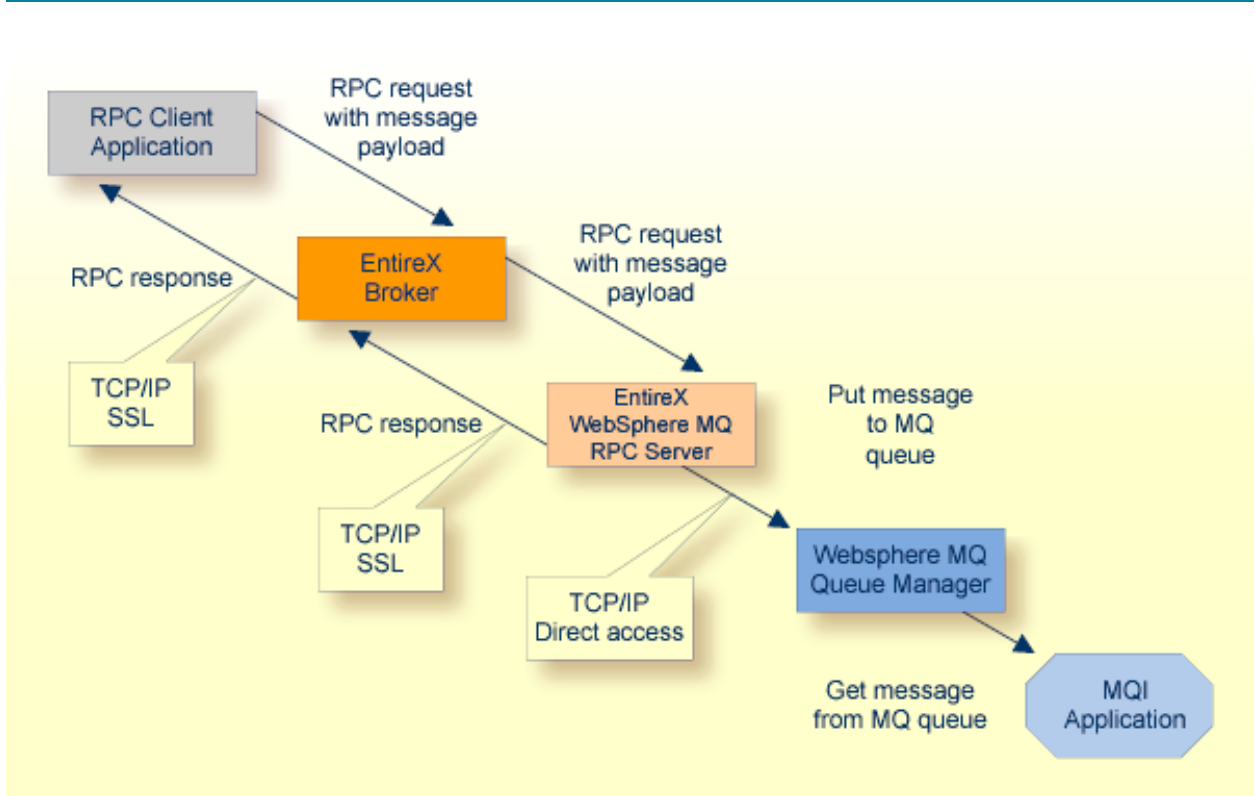 RPC Client
Application
RPC request
with message
payload
EntireX
Broker
RPC response
TCP/IP
SSL
RPC request
with message
payload
EntireX
WebSphere MQ
RPC Server
RPC response
TCP/IP
SSL
Put message
to MQ
queue
TCP/IP
Direct access
Websphere MQ
Queue Manager
Get message
from MQ queue
MQI
Application